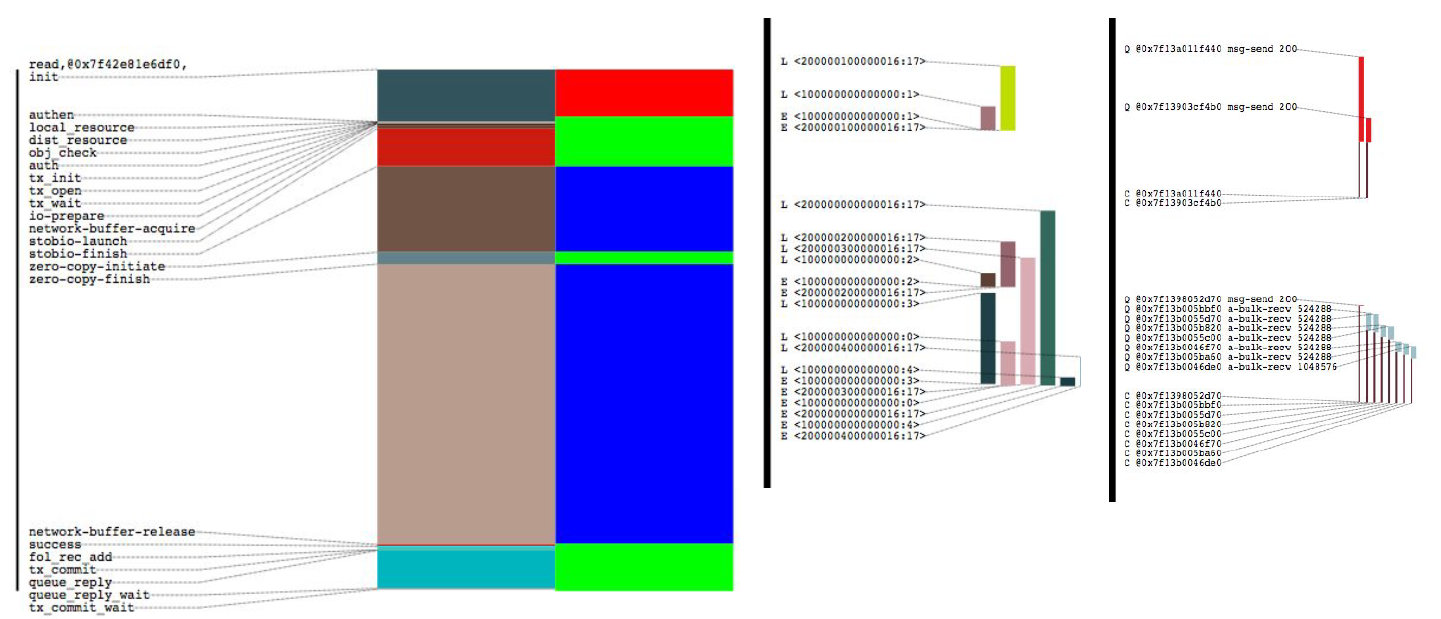 read,@0x7f42e81e6df0,
init
authen
local_resource
dist_resource
obj_check
auth
tx_init
tx_open
tx_wait
io-prepare
network-buffer-acquire
stobio-launch
stobio-finish
zero-copy-initiate
zero-copy-finish
network-buffer-release
success
fol_rec_add
tx_commit
queue_reply
queue_reply_wait
tx_commit_wait
L <200000100000016:17>
L <100000000000000:1>
E <100000000000000:1>
E <200000100000016:17>
L <200000000000016:17>
L <200000200000016:17>
L <200000300000016:17>
L <100000000000000:2>
E <100000000000000:2>
E <200000200000016:17>
L <100000000000000:3>
L <100000000000000:0>
L <200000400000016:17>
L <100000000000000:4>
E <100000000000000:3>
E <200000300000016:17>
E <100000000000000:0>
E <200000000000016:17>
E <100000000000000:4>
E <200000400000016:17>
Q @0x7f13a011f440 msg-send 200
Q @0x7f13903cf4b0 msg-send 200
C @0x7f13a011f440
C @0x7f13903cf4b0
Q @0x7f1398052d70 msg-send 200
Q @0x7f13b005bbf0 a-bulk-recv 524288
Q @0x7f13b0055d70 a-bulk-recv 524288
Q @0x7f13b005b820 a-bulk-recv 524288
Q @0x7f13b0055c00 a-bulk-recv 524288
Q @0x7f13b0046f70 a-bulk-recv 524288
Q @0x7f13b005ba60 a-bulk-recv 524288
Q @0x7f13b0046de0 a-bulk-recv 1048576
C @0x7f1398052d70
C @0x7f13b005bbf0
C @0x7f13b0055d70
C @0x7f13b005b820
C @0x7f13b0055c00
C @0x7f13b0046f70
C @0x7f13b005ba60
C @0x7f13b0046de0